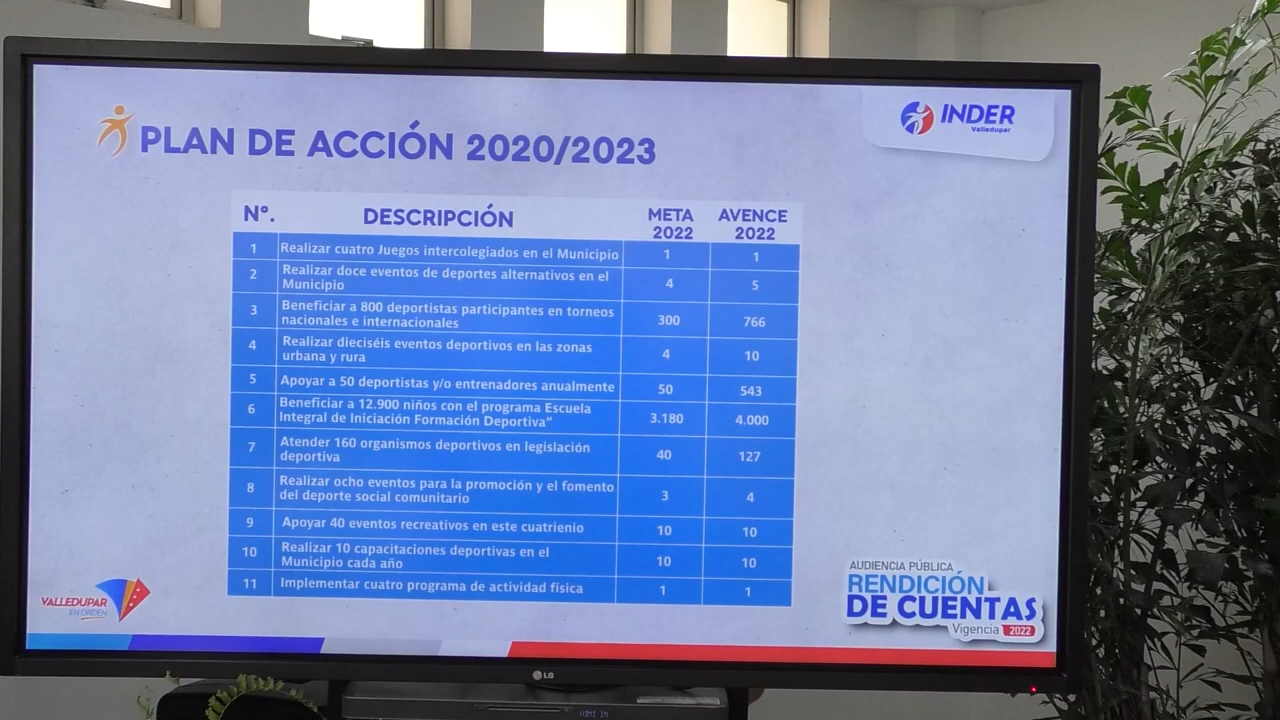 PLAN DE ACCIÓN 2020/2023
INDER
Valledupar
Nº. DESCRIPCIÓN META 2022 AVENCE 2022
1 Realizar cuatro Juegos intercolegiados en el Municipio 1 1
2 Realizar doce eventos de deportes alternativos en el
Municipio 4 5
3 Beneficiar a 800 deportistas participantes en torneos
nacionales e internacionales 300 766
4 Realizar dieciséis eventos deportivos en las zonas
urbana y rura 4 10
5 Apoyar a 50 deportistas y/o entrenadores anualmente 50 543
6 Beneficiar a 12.900 niños con el programa Escuela
Integral de Iniciación Formación Deportiva” 3.180 4.000
7 Atender 160 organismos deportivos en legislación
deportiva 40 127
8 Realizar ocho eventos para la promoción y el fomento
del deporte social comunitario 3 4
9 Apoyar 40 eventos recreativos en este cuatrienio 10 10
10 Realizar 10 capacitaciones deportivas en el
Municipio cada año 10 10
11 Implementar cuatro programa de actividad física 1 1
VALLEDUPAR
EN ORDEN
AUDIENCIA PÚBLICA
RENDICIÓN
DE CUENTAS
Vigencia 2022
LG